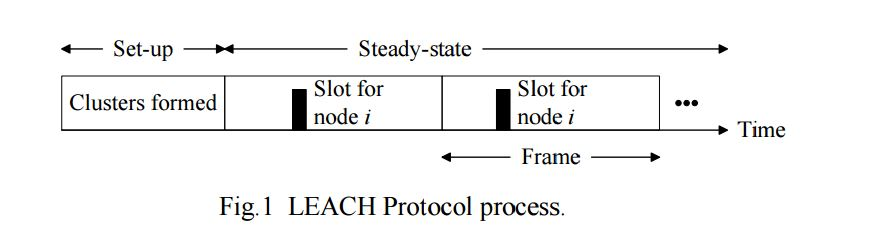 Set-up
Steady-state
Clusters formed
Slot for
node i
Slot for
node i
•••
Time
Frame
Fig.1 LEACH Protocol process.